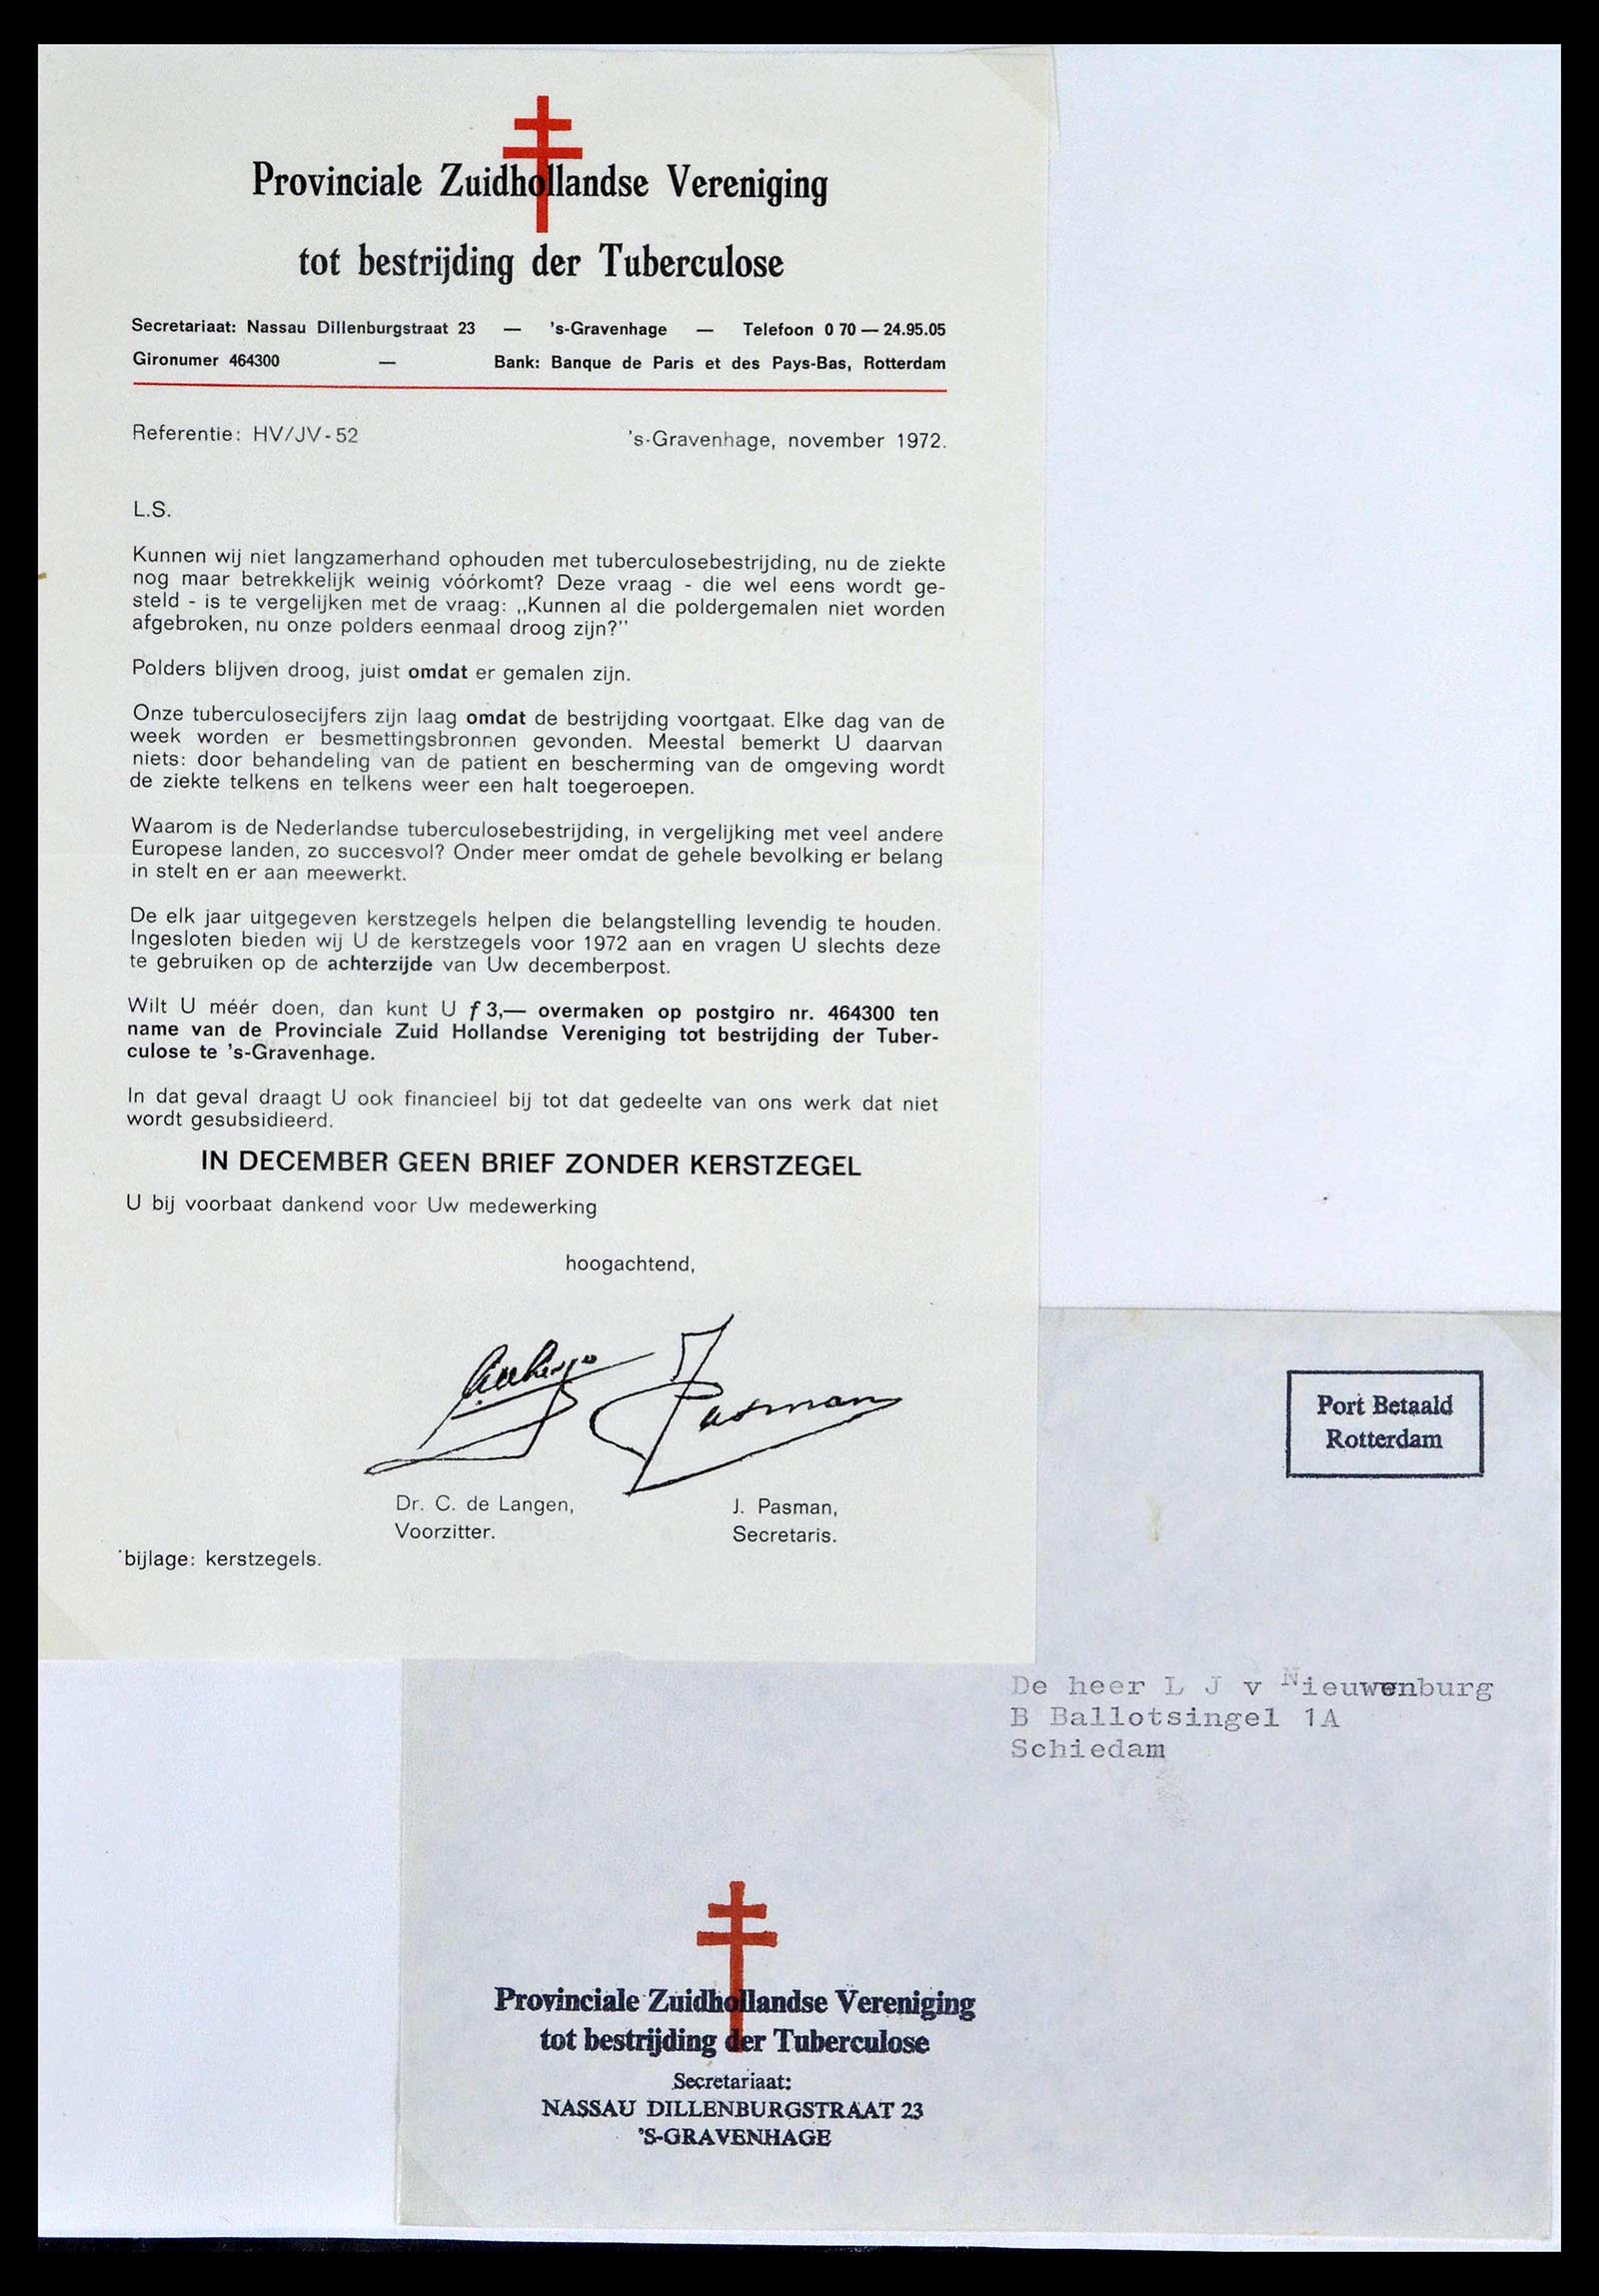 Provinciale Zuidhollandse Vereniging
tot bestrijding der Tuberculose
Secretariaat: Nassau Dillenburgstraat 23 — 's-Gravenhage — Telefoon 0 70 — 24.95.05
Gironumer 464300 — Bank: Banque de Paris et des Pays-Bas, Rotterdam
Referentie: HV/JV-52 's-Gravenhage, november 1972.
L.S.
Kunnen wij niet langzamerhand ophouden met tuberculosebestrijding, nu de ziekte
nog maar betrekkelijk weinig vóórkomt? Deze vraag - die wel eens wordt ge-
steld - is te vergelijken met de vraag: ,,Kunnen al die poldergemalen niet worden
afgebroken, nu onze polders eenmaal droog zijn?''
Polders blijven droog, juist omdat er gemalen zijn.
Onze tuberculosecijfers zijn laag omdat de bestrijding voortgaat. Elke dag van de
week worden er besmettingsbronnen gevonden. Meestal bemerkt U daarvan
niets: door behandeling van de patient en bescherming van de omgeving wordt
de ziekte telkens en telkens weer een halt toegeroepen.
Waarom is de Nederlandse tuberculosebestrijding, in vergelijking met veel andere
Europese landen, zo succesvol? Onder meer omdat de gehele bevolking er belang
in stelt en er aan meewerkt.
De elk jaar uitgegeven kerstzegels helpen die belangstelling levendig te houden.
Ingesloten bieden wij U de kerstzegels voor 1972 aan en vragen U slechts deze
te gebruiken op de achterzijde van Uw decemberpost.
Wilt U méér doen, dan kunt U f 3,— overmaken op postgiro nr. 464300 ten
name van de Provinciale Zuid Hollandse Vereniging tot bestrijding der Tuber-
culose te 's-Gravenhage.
In dat geval draagt U ook financieel bij tot dat gedeelte van ons werk dat niet
wordt gesubsidieerd.
IN DECEMBER GEEN BRIEF ZONDER KERSTZEGEL
U bij voorbaat dankend voor Uw medewerking
hoogachtend,
J Pasman
Dr. C. de Langen, J. Pasman,
Voorzitter. Secretaris.
bijlage: kerstzegels.
Port Betaald
Rotterdam
De heer L J v Nieuwenburg
B Ballotsingel 1A
Schiedam
Provinciale Zuidhollandse Vereniging
tot bestrijding der Tuberculose
Secretariaat:
NASSAU DILLENBURGSTRAAT 23
'S-GRAVENHAGE